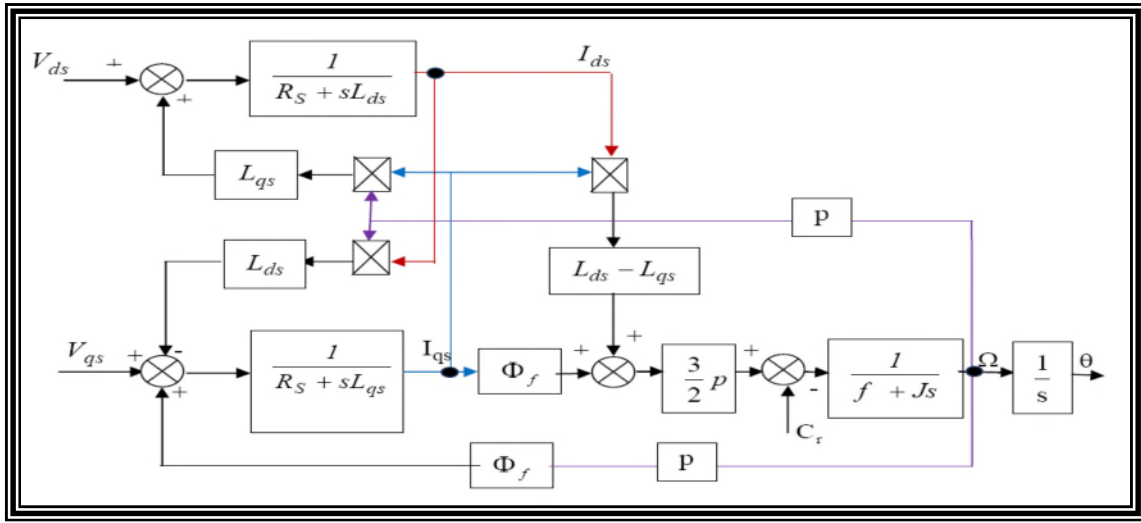 V_ds + 1 I_ds
R_S + sL_ds
+
L_qs
p
L_ds
L_ds − L_qs
V_qs + - 1 I_qs Φ_f + + 3/2 p + 1 Ω 1/s θ
R_S + sL_qs - f + Js
+
C_r
Φ_f p